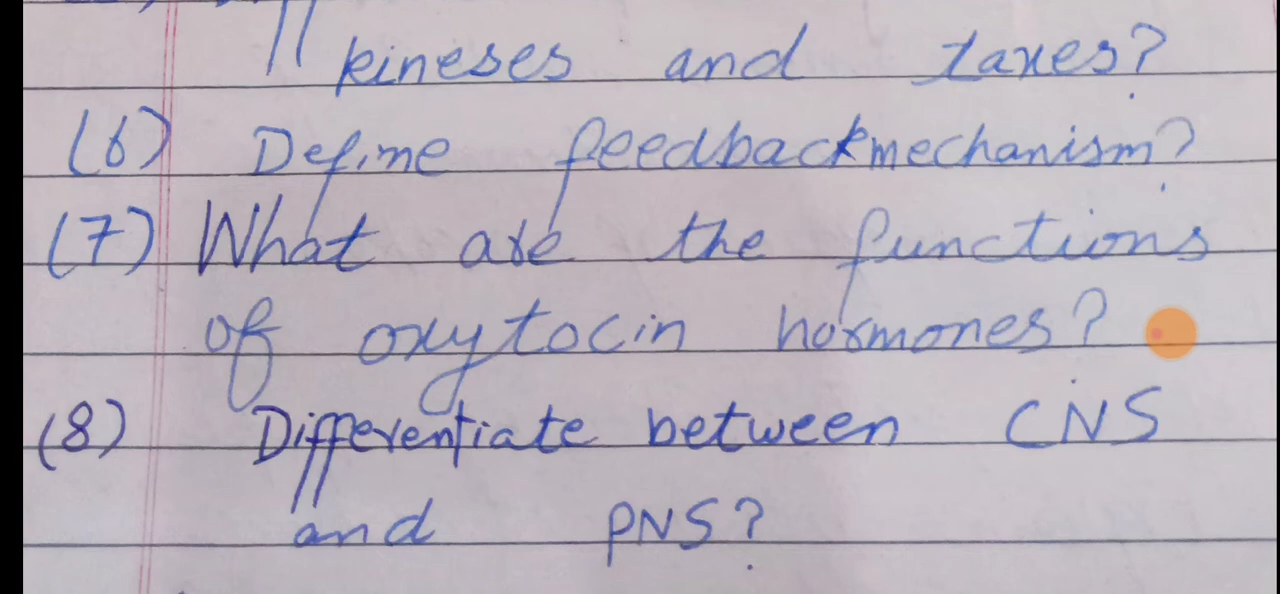 kineses and taxes?
(6) Define feedbackmechanism?
(7) What are the functions
of oxytocin hormones?
(8) Differentiate between CNS
and PNS?